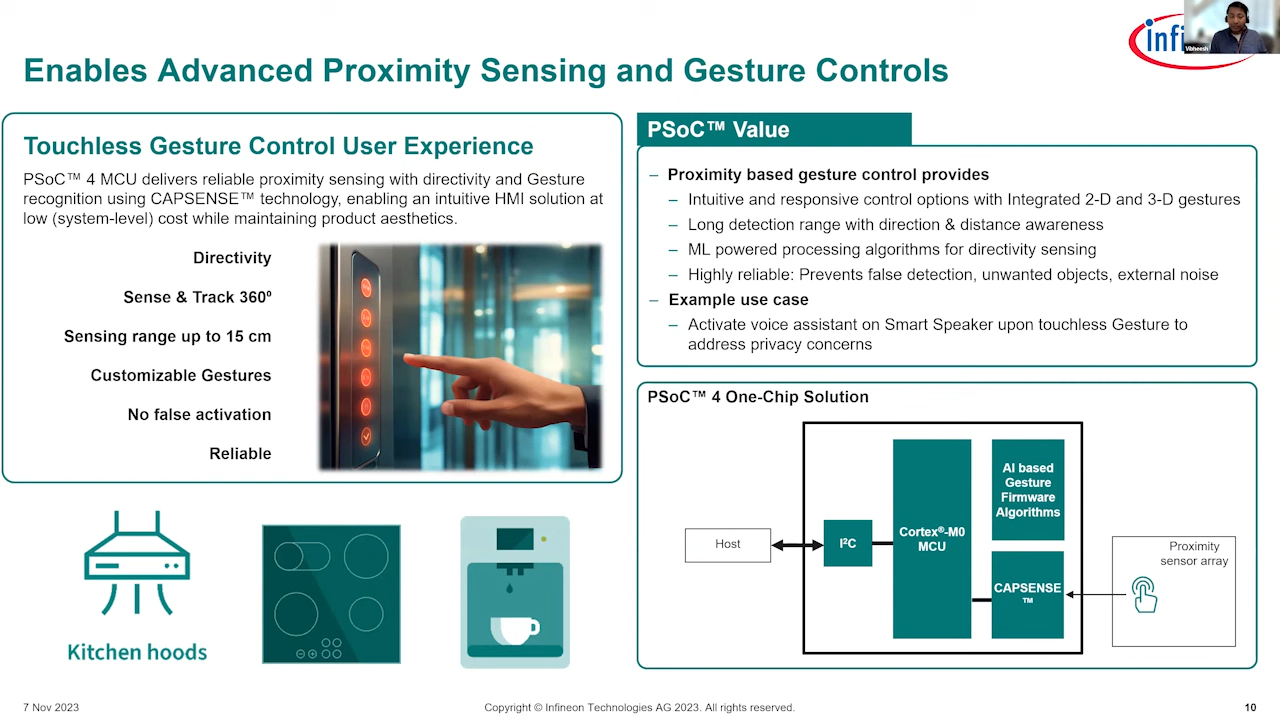 infi
Vibheesh
Enables Advanced Proximity Sensing and Gesture Controls
Touchless Gesture Control User Experience
PSoC™ 4 MCU delivers reliable proximity sensing with directivity and Gesture
recognition using CAPSENSE™ technology, enabling an intuitive HMI solution at
low (system-level) cost while maintaining product aesthetics.
Directivity
Sense & Track 360º
Sensing range up to 15 cm
Customizable Gestures
No false activation
Reliable
Kitchen hoods
PSoC™ Value
– Proximity based gesture control provides
– Intuitive and responsive control options with Integrated 2-D and 3-D gestures
– Long detection range with direction & distance awareness
– ML powered processing algorithms for directivity sensing
– Highly reliable: Prevents false detection, unwanted objects, external noise
– Example use case
– Activate voice assistant on Smart Speaker upon touchless Gesture to
address privacy concerns
PSoC™ 4 One-Chip Solution
Host
I²C
Cortex®-M0
MCU
AI based
Gesture
Firmware
Algorithms
CAPSENSE
™
Proximity
sensor array
7 Nov 2023
Copyright © Infineon Technologies AG 2023. All rights reserved.
10